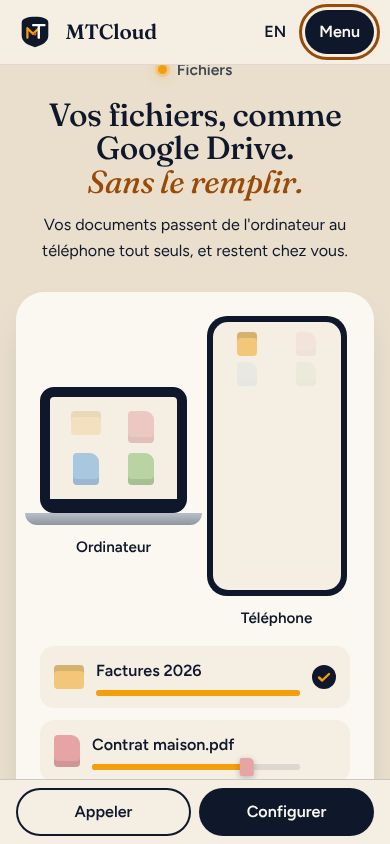 MTCloud
EN
Menu
Fichiers
Vos fichiers, comme
Google Drive.
Sans le remplir.
Vos documents passent de l'ordinateur au
téléphone tout seuls, et restent chez vous.
Ordinateur
Téléphone
Factures 2026
Contrat maison.pdf
Appeler
Configurer